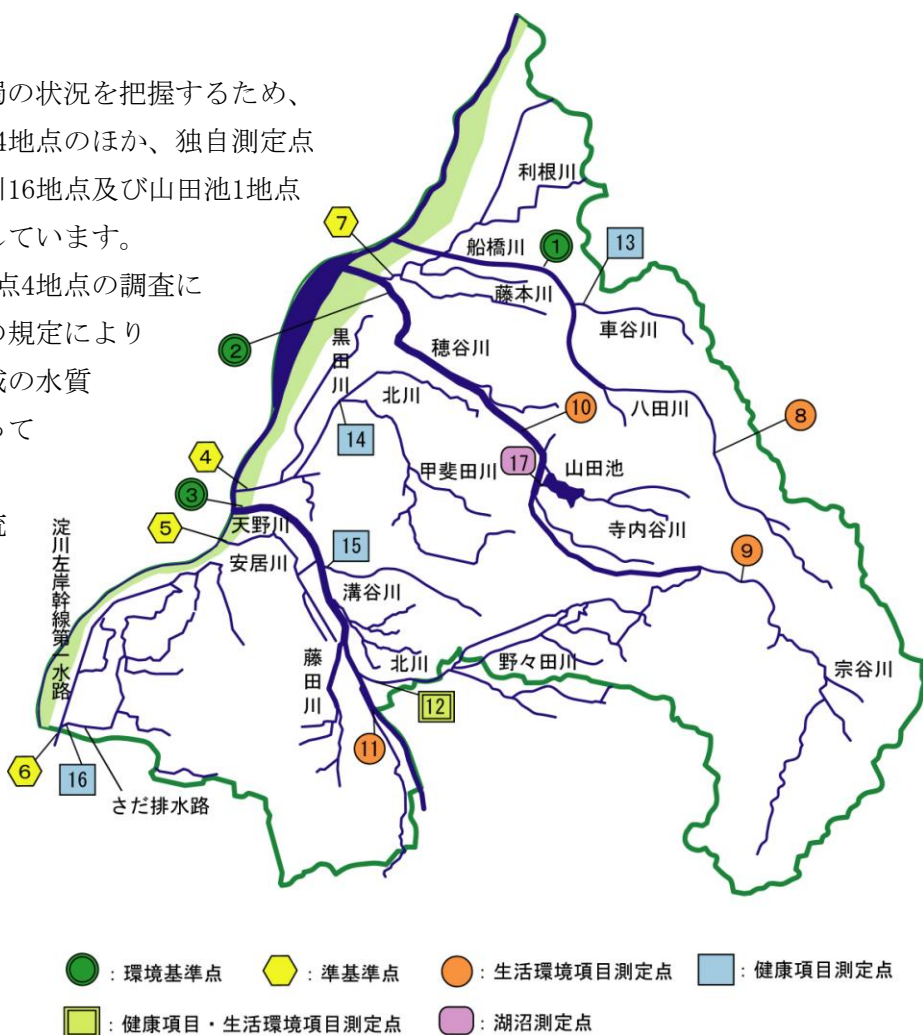 の状況を把握するため、
4地点のほか、独自測定点
16地点及び山田池1地点
しています。
点4地点の調査に
の規定により
の水質
って
利根川
7
船橋川
1
13
藤本川
車谷川
2
黒田川
穂谷川
北川
10
八田川
8
14
4
甲斐田川
17
山田池
3
天野川
寺内谷川
5
安居川
15
9
淀川左岸幹線第一水路
溝谷川
藤田川
北川
野々田川
宗谷川
12
11
6
16
さだ排水路
: 環境基準点
: 準基準点
: 生活環境項目測定点
: 健康項目測定点
: 健康項目・生活環境項目測定点
: 湖沼測定点